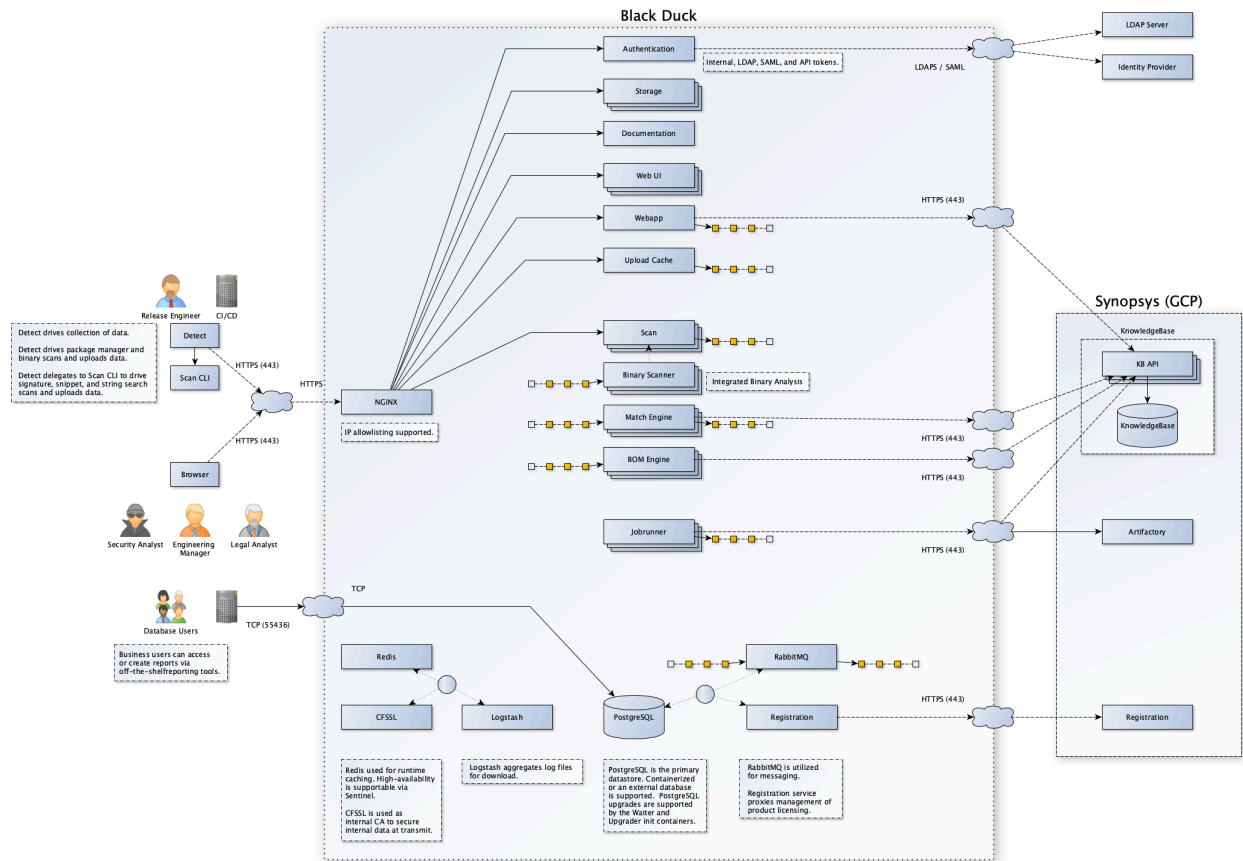 Black Duck
Authentication
Internal, LDAP, SAML, and API tokens.
LDAPS / SAML
LDAP Server
Identity Provider
Storage
Documentation
Web UI
Webapp
HTTPS (443)
Upload Cache
Release Engineer
CI/CD
Detect drives collection of data.
Detect drives package manager and
binary scans and uploads data.
Detect delegates to Scan CLI to drive
signature, snippet, and string search
scans and uploads data.
Detect
Scan CLI
HTTPS (443)
HTTPS
NGiNX
IP allowlisting supported.
HTTPS (443)
Browser
Scan
Binary Scanner
Integrated Binary Analysis
Match Engine
HTTPS (443)
BOM Engine
HTTPS (443)
Jobrunner
HTTPS (443)
Synopsys (GCP)
KnowledgeBase
KB API
KnowledgeBase
Artifactory
Security Analyst
Engineering
Manager
Legal Analyst
Database Users
TCP (55436)
TCP
Business users can access
or create reports via
off-the-shelfreporting tools.
Redis
CFSSL
Logstash
PostgreSQL
RabbitMQ
Registration
HTTPS (443)
Registration
Redis used for runtime
caching. High-availability
is supportable via
Sentinel.
CFSSL is used as
internal CA to secure
internal data at transmit.
Logstash aggregates log files
for download.
PostgreSQL is the primary
datastore. Containerized
or an external database
is supported. PostgreSQL
upgrades are supported
by the Waiter and
Upgrader init containers.
RabbitMQ is utilized
for messaging.
Registration service
proxies management of
product licensing.